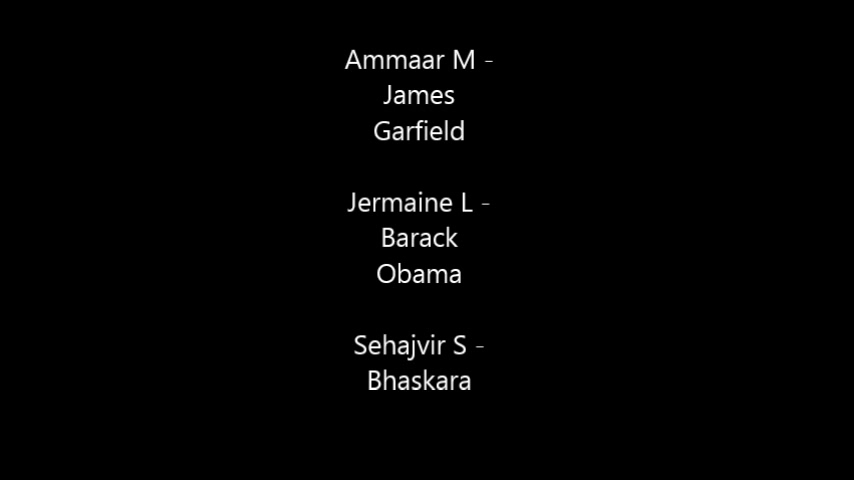 Ammaar M -
James
Garfield
Jermaine L -
Barack
Obama
Sehajvir S -
Bhaskara